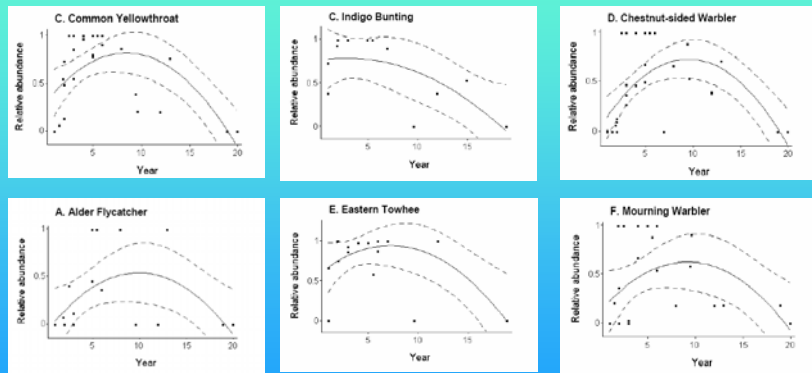 C. Common Yellowthroat
1
0.5
0
Relative abundance
5
10
15
20
Year
C. Indigo Bunting
1
0.5
0
Relative abundance
5
10
15
Year
D. Chestnut-sided Warbler
1
0.5
0
Relative abundance
5
10
15
20
Year
A. Alder Flycatcher
1
0.5
0
Relative abundance
5
10
15
20
Year
E. Eastern Towhee
1
0.5
0
Relative abundance
5
10
15
Year
F. Mourning Warbler
1
0.5
0
Relative abundance
5
10
15
20
Year